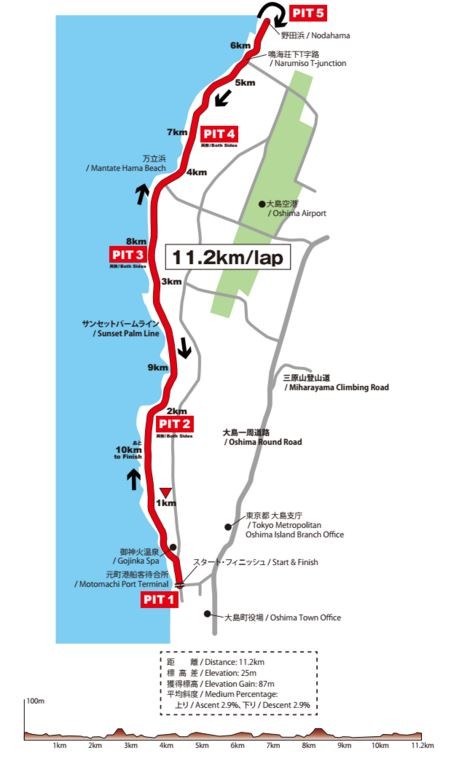 PIT 5
野田浜 / Nodahama
6km
鳴海荘下T字路
/ Narumiso T-junction
5km
7km
PIT 4
両側/Both Sides
万立浜
/ Mantate Hama Beach
4km
大島空港
/ Oshima Airport
8km
PIT 3
両側/Both Sides
11.2km/lap
3km
サンセットパームライン
/ Sunset Palm Line
9km
三原山登山道
/ Miharayama Climbing Road
2km
PIT 2
両側/Both Sides
大島一周道路
/ Oshima Round Road
あと
10km
to Finish
1km
東京都 大島支庁
/ Tokyo Metropolitan
Oshima Island Branch Office
御神火温泉
/ Gojinka Spa
スタート・フィニッシュ / Start & Finish
元町港船客待合所
/ Motomachi Port Terminal
PIT 1
大島町役場 / Oshima Town Office
距 離 / Distance: 11.2km
標 高 差 / Elevation: 25m
獲得標高 / Elevation Gain: 87m
平均斜度 / Medium Percentage:
上り / Ascent 2.9%、下り / Descent 2.9%
100m
1km 2km 3km 4km 5km 6km 7km 8km 9km 10km 11.2km